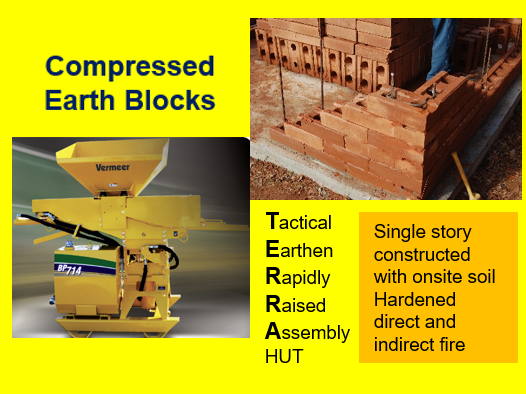 Compressed
Earth Blocks
Vermeer
BP714
Tactical
Earthen
Rapidly
Raised
Assembly
HUT
Single story
constructed
with onsite soil
Hardened
direct and
indirect fire